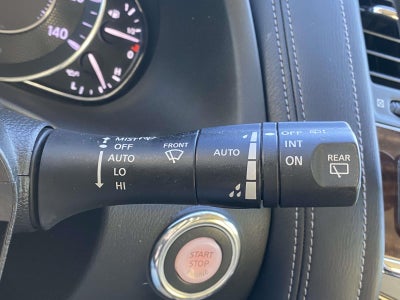 140
MIST
OFF
AUTO
LO
HI
FRONT
AUTO
OFF
INT
ON
REAR
START
STOP